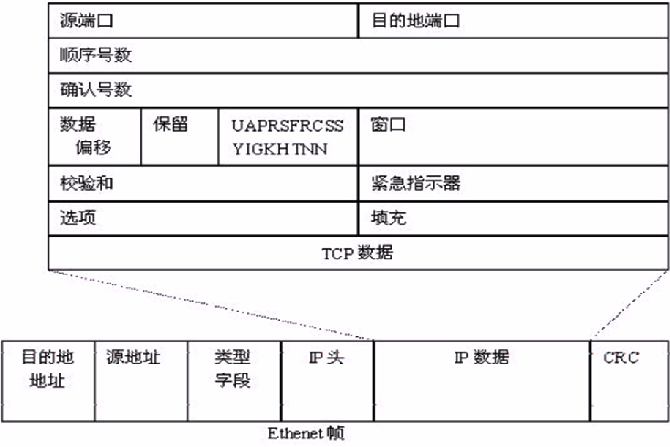 源端口 目的地端口
顺序号数
确认号数
数据 保留 UAPRSFRCSS 窗口
偏移 YIGKHTNN
校验和 紧急指示器
选项 填充
TCP 数据
目的地 源地址 类型 IP 头 IP 数据 CRC
地址 字段
Ethenet 帧